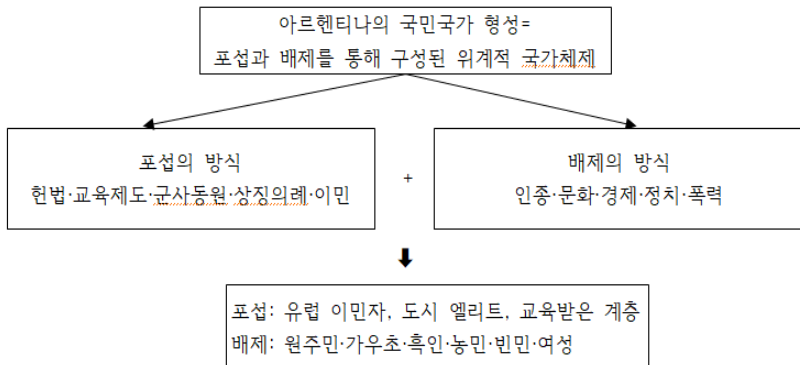 아르헨티나의 국민국가 형성=
포섭과 배제를 통해 구성된 위계적 국가체제
포섭의 방식
헌법·교육제도·군사동원·상징의례·이민
+
배제의 방식
인종·문화·경제·정치·폭력
포섭: 유럽 이민자, 도시 엘리트, 교육받은 계층
배제: 원주민·가우초·흑인·농민·빈민·여성